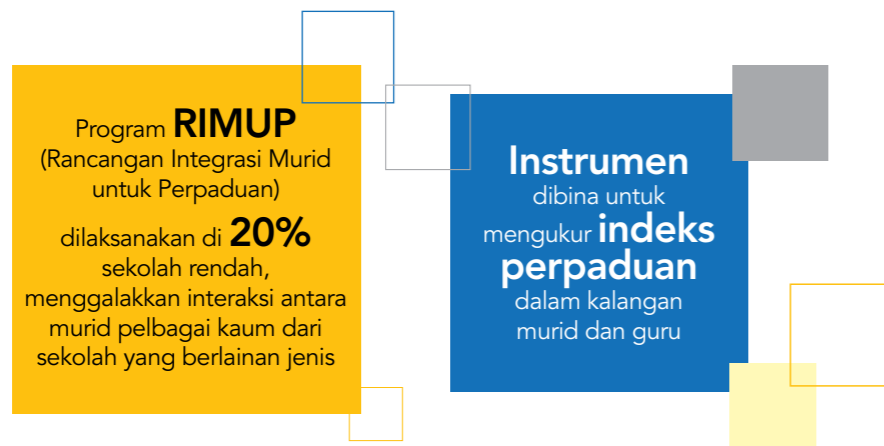 Program RIMUP
(Rancangan Integrasi Murid
untuk Perpaduan)
dilaksanakan di 20%
sekolah rendah,
menggalakkan interaksi antara
murid pelbagai kaum dari
sekolah yang berlainan jenis
Instrumen
dibina untuk
mengukur indeks
perpaduan
dalam kalangan
murid dan guru